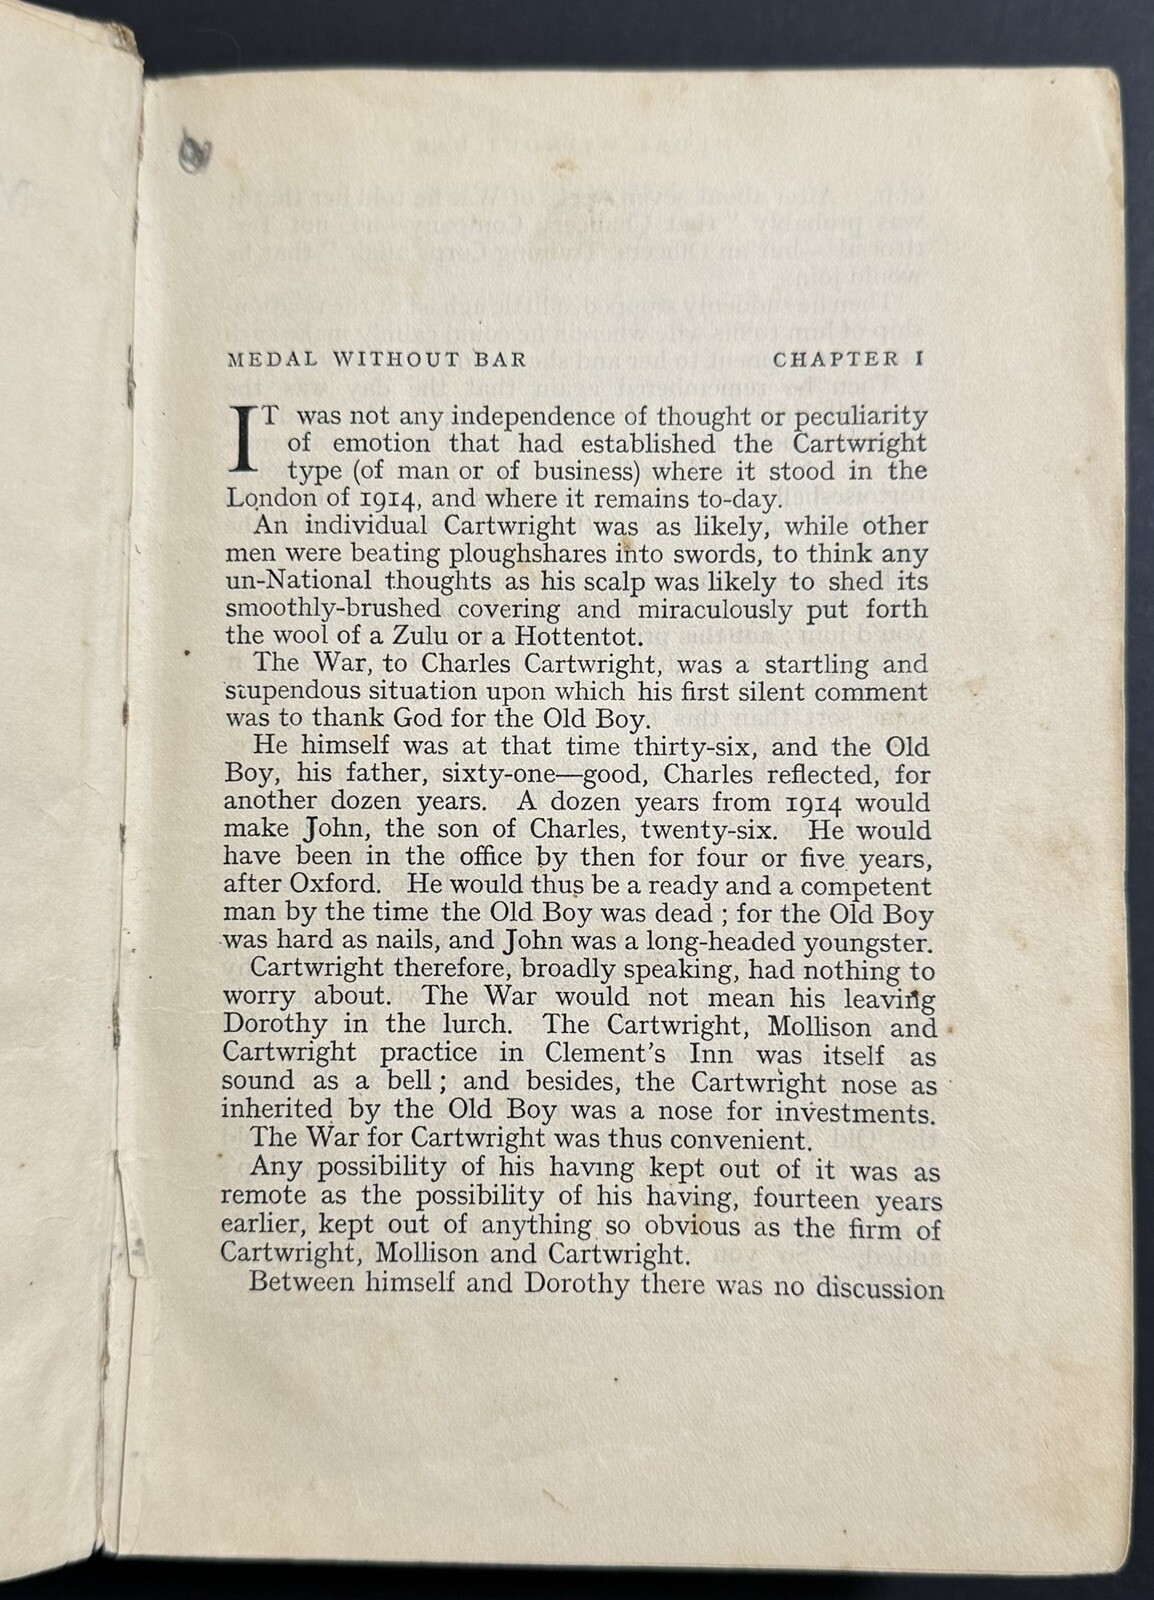 MEDAL WITHOUT BAR CHAPTER I
IT was not any independence of thought or peculiarity
of emotion that had established the Cartwright
type (of man or of business) where it stood in the
London of 1914, and where it remains to-day.
An individual Cartwright was as likely, while other
men were beating ploughshares into swords, to think any
un-National thoughts as his scalp was likely to shed its
smoothly-brushed covering and miraculously put forth
the wool of a Zulu or a Hottentot.
The War, to Charles Cartwright, was a startling and
stupendous situation upon which his first silent comment
was to thank God for the Old Boy.
He himself was at that time thirty-six, and the Old
Boy, his father, sixty-one—good, Charles reflected, for
another dozen years. A dozen years from 1914 would
make John, the son of Charles, twenty-six. He would
have been in the office by then for four or five years,
after Oxford. He would thus be a ready and a competent
man by the time the Old Boy was dead ; for the Old Boy
was hard as nails, and John was a long-headed youngster.
Cartwright therefore, broadly speaking, had nothing to
worry about. The War would not mean his leaving
Dorothy in the lurch. The Cartwright, Mollison and
Cartwright practice in Clement's Inn was itself as
sound as a bell ; and besides, the Cartwright nose as
inherited by the Old Boy was a nose for investments.
The War for Cartwright was thus convenient.
Any possibility of his having kept out of it was as
remote as the possibility of his having, fourteen years
earlier, kept out of anything so obvious as the firm of
Cartwright, Mollison and Cartwright.
Between himself and Dorothy there was no discussion